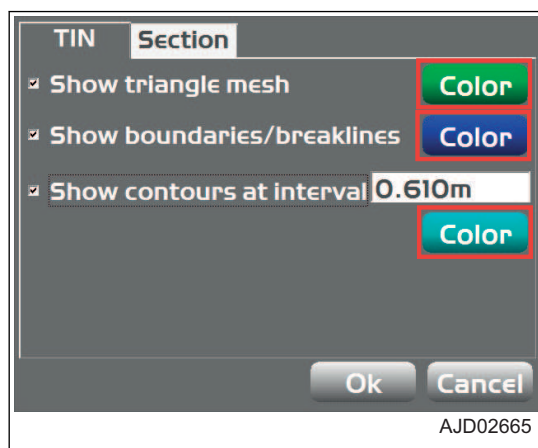 TIN Section
Show triangle mesh Color
Show boundaries/breaklines Color
Show contours at interval 0.610m
Color
Ok Cancel
AJD02665